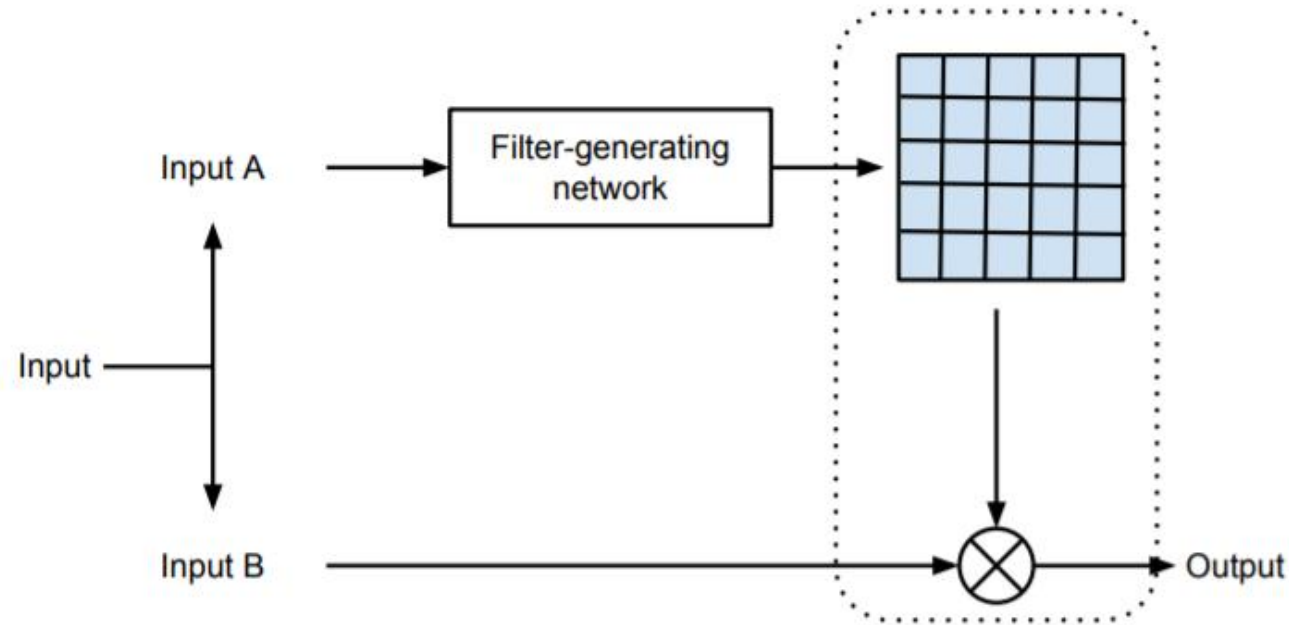 Input A
Filter-generating
network
Input
Input B
Output